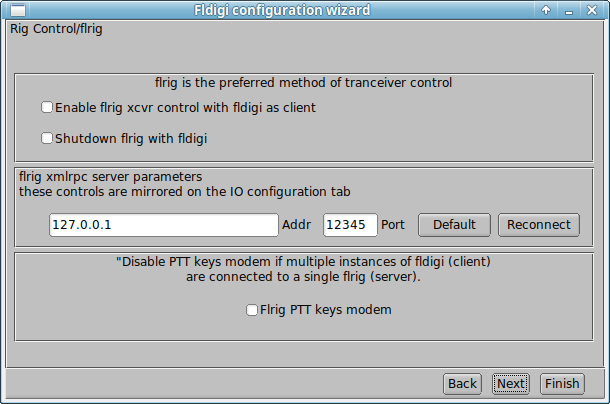 Fldigi configuration wizard
Rig Control/flrig
flrig is the preferred method of tranceiver control
Enable flrig xcvr control with fldigi as client
Shutdown flrig with fldigi
flrig xmlrpc server parameters
these controls are mirrored on the IO configuration tab
127.0.0.1 Addr 12345 Port Default Reconnect
"Disable PTT keys modem if multiple instances of fldigi (client)
are connected to a single flrig (server).
Flrig PTT keys modem
Back Next Finish